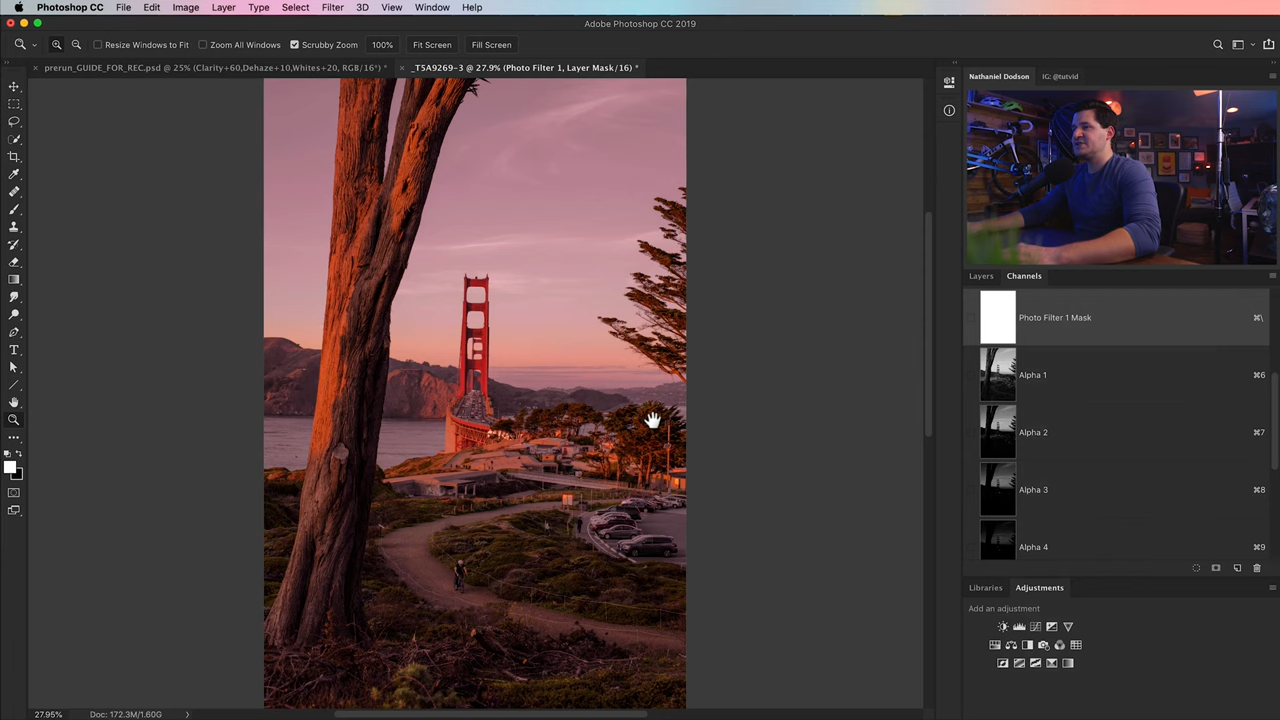 Photoshop CC File Edit Image Layer Type Select Filter 3D View Window Help
Adobe Photoshop CC 2019
Resize Windows to Fit Zoom All Windows Scrubby Zoom 100% Fit Screen Fill Screen
prerun_GUIDE_FOR_REC.psd @ 25% (Clarity+60,Dehaze+10,Whites+20, RGB/16*) * _T5A9269-3 @ 27.9% (Photo Filter 1, Layer Mask/16) *
Nathaniel Dodson IG: @tutvid
Layers Channels
Photo Filter 1 Mask ⌘\
Alpha 1 ⌘6
Alpha 2 ⌘7
Alpha 3 ⌘8
Alpha 4 ⌘9
Libraries Adjustments
Add an adjustment
27.95% Doc: 172.3M/1.60G